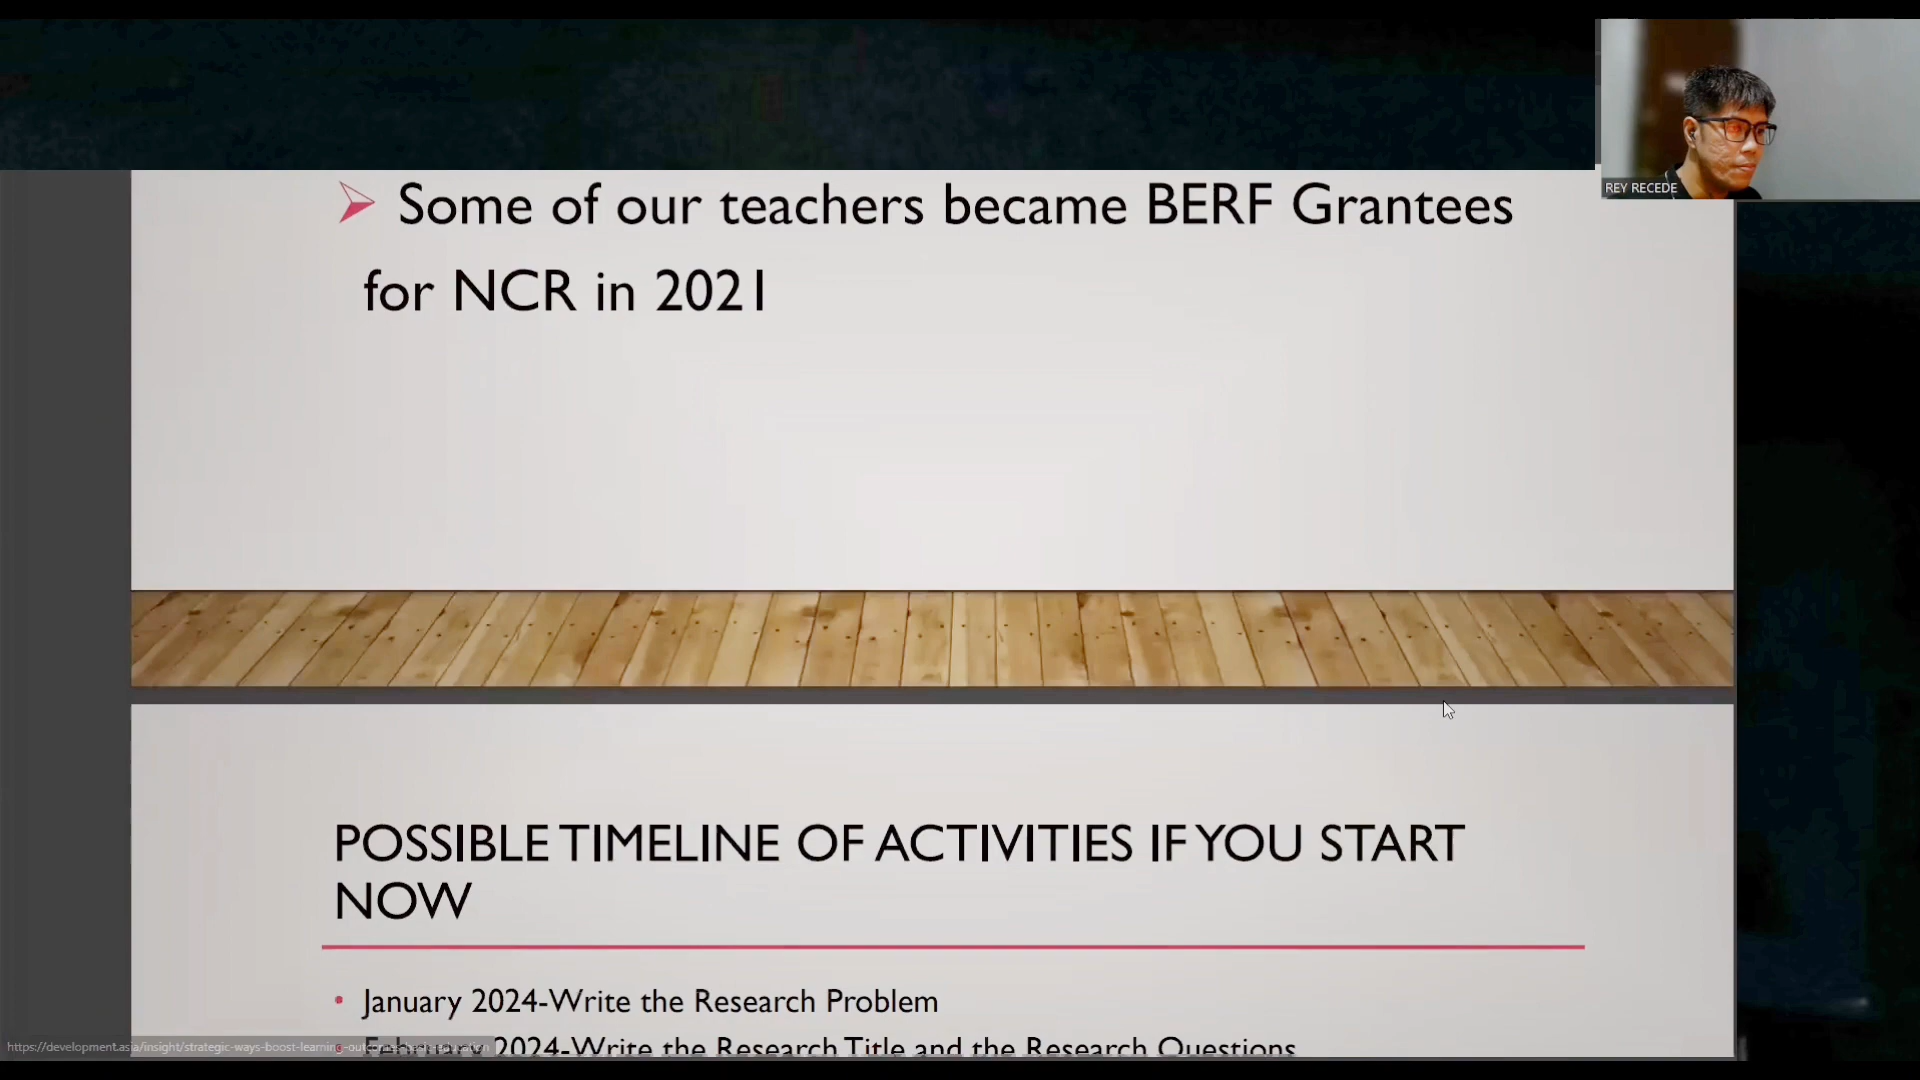 Some of our teachers became BERF Grantees
for NCR in 2021
REY RECEDE
POSSIBLE TIMELINE OF ACTIVITIES IF YOU START
NOW
• January 2024-Write the Research Problem
• February 2024-Write the Research Title and the Research Questions
https://development.asia/insight/strategic-ways-boost-learning-outcomes-basic-education